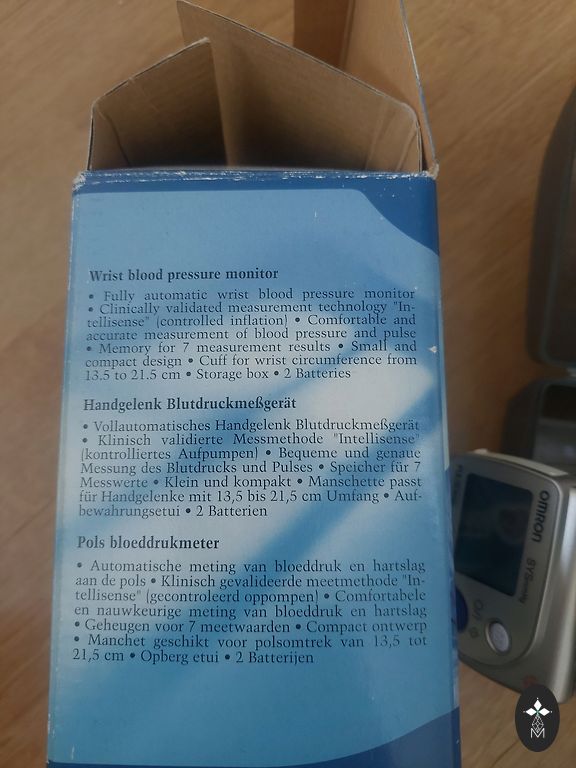 Wrist blood pressure monitor
• Fully automatic wrist blood pressure monitor
• Clinically validated measurement technology "In-
tellisense" (controlled inflation) • Comfortable and
accurate measurement of blood pressure and pulse
• Memory for 7 measurement results • Small and
compact design • Cuff for wrist circumference from
13.5 to 21.5 cm • Storage box • 2 Batteries
Handgelenk Blutdruckmeßgerät
• Vollautomatisches Handgelenk Blutdruckmeßgerät
• Klinisch validierte Messmethode "Intellisense"
(kontrolliertes Aufpumpen) • Bequeme und genaue
Messung des Blutdrucks und Pulses • Speicher für 7
Messwerte • Klein und kompakt • Manschette passt
für Handgelenke mit 13,5 bis 21,5 cm Umfang • Auf-
bewahrungsetui • 2 Batterien
Pols bloeddrukmeter
• Automatische meting van bloeddruk en hartslag
aan de pols • Klinisch gevalideerde meetmethode "In-
tellisense" (gecontroleerd oppompen) • Comfortabele
en nauwkeurige meting van bloeddruk en hartslag
• Geheugen voor 7 meetwaarden • Compact ontwerp
• Manchet geschikt voor polsomtrek van 13,5 tot
21,5 cm • Opberg etui • 2 Batterijen
OMRON
SYS
M